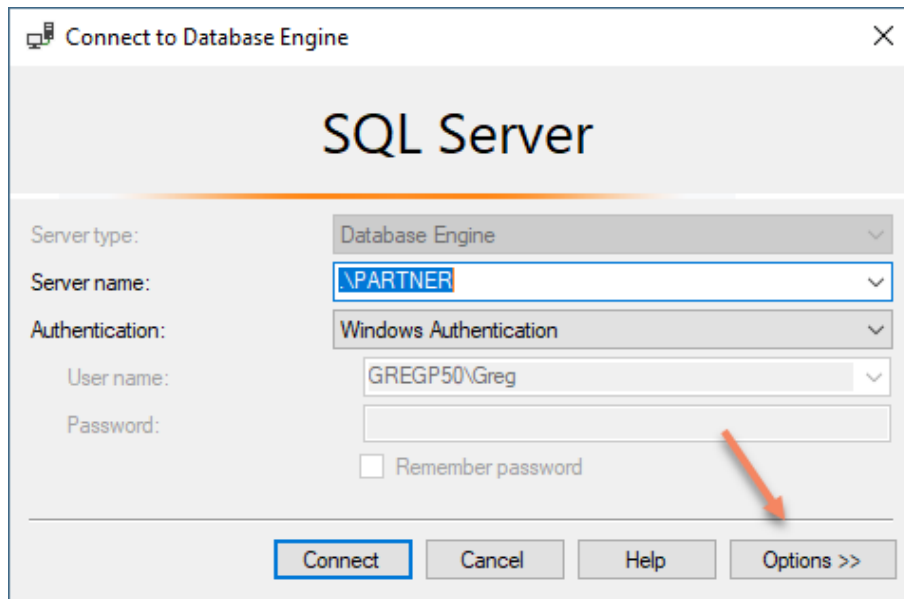 Connect to Database Engine
SQL Server
Server type: Database Engine
Server name: .\PARTNER
Authentication: Windows Authentication
User name: GREGP50\Greg
Password:
Remember password
Connect Cancel Help Options >>